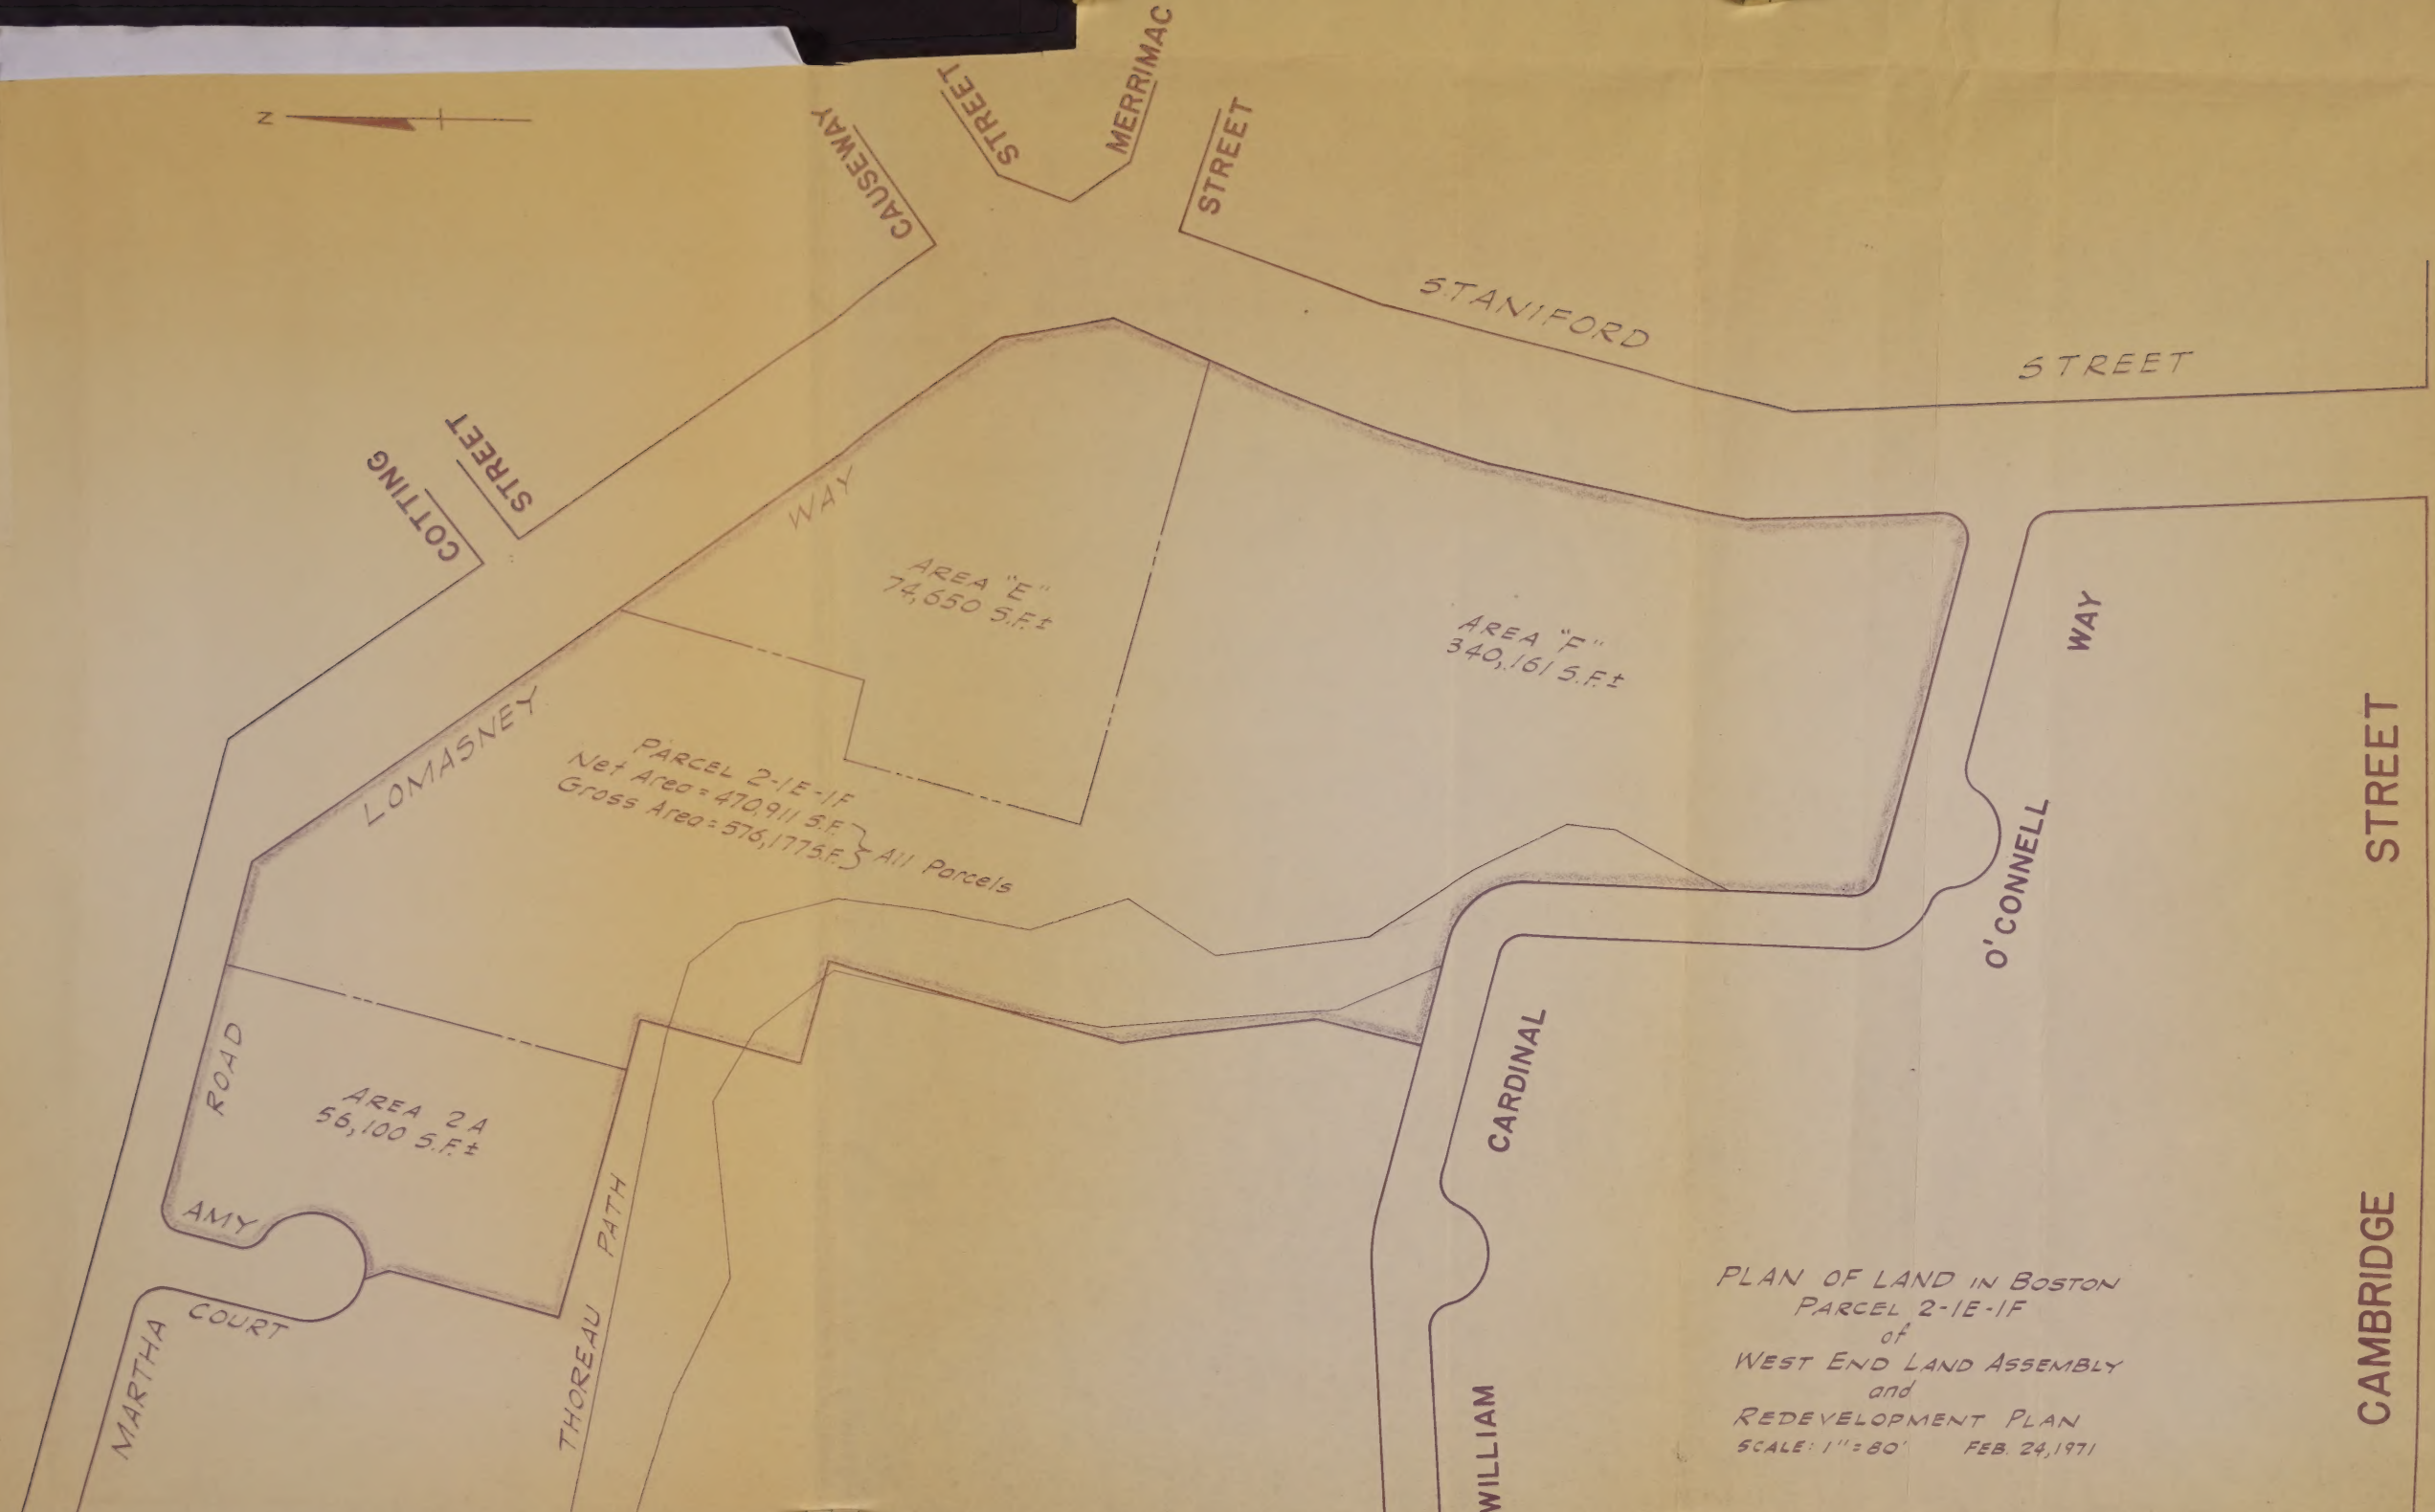 N
CAUSEWAY
STREET
STREET
MERRIMAC
STREET
STANIFORD
STREET
COTTING
STREET
LOMASNEY
WAY
AREA "E"
74,650 S.F.±
AREA "F"
340,161 S.F.±
WAY
O'CONNELL
CARDINAL
WILLIAM
CAMBRIDGE
STREET
PARCEL 2-1E-1F
Net Area = 470,911 S.F.
Gross Area = 576,177 S.F.
All Parcels
AREA 2A
56,100 S.F.±
ROAD
MARTHA
AMY
COURT
THOREAU PATH
PLAN OF LAND IN BOSTON
PARCEL 2-1E-1F
of
WEST END LAND ASSEMBLY
and
REDEVELOPMENT PLAN
SCALE: 1" = 80' FEB. 24, 1971